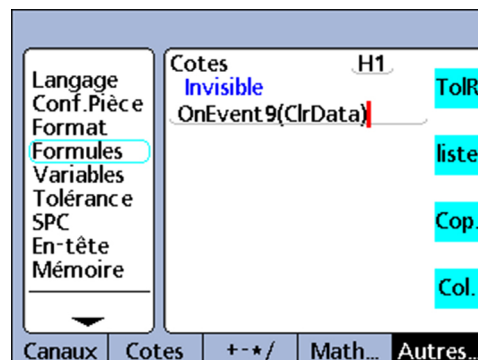 Langage
Conf.Pièce
Format
Formules
Variables
Tolérance
SPC
En-tête
Mémoire
Cotes H1
Invisible
OnEvent9(ClrData)
TolR
liste
Cop.
Col.
Canaux Cotes +-*/ Math... Autres...